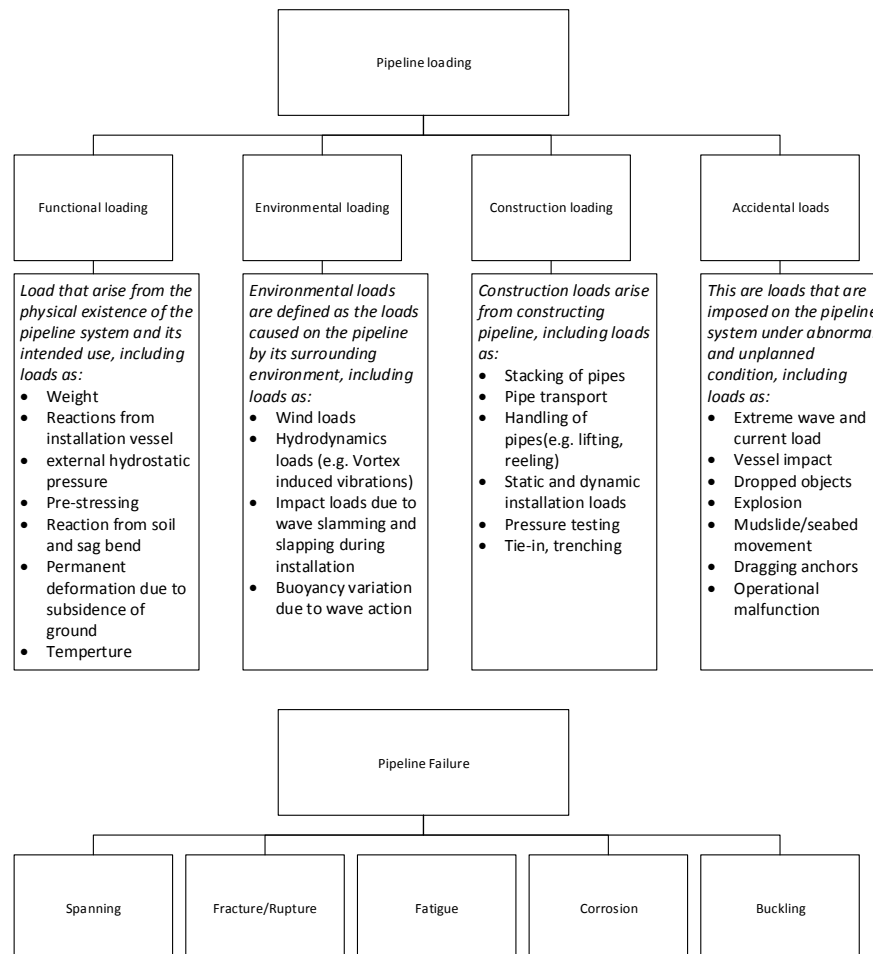 Pipeline loading
Functional loading
Environmental loading
Construction loading
Accidental loads
Load that arise from the
physical existence of the
pipeline system and its
intended use, including
loads as:
• Weight
• Reactions from
installation vessel
• external hydrostatic
pressure
• Pre-stressing
• Reaction from soil
and sag bend
• Permanent
deformation due to
subsidence of
ground
• Temperture
Environmental loads
are defined as the loads
caused on the pipeline
by its surrounding
environment, including
loads as:
• Wind loads
• Hydrodynamics
loads (e.g. Vortex
induced vibrations)
• Impact loads due to
wave slamming and
slapping during
installation
• Buoyancy variation
due to wave action
Construction loads arise
from constructing
pipeline, including loads
as:
• Stacking of pipes
• Pipe transport
• Handling of
pipes(e.g. lifting,
reeling)
• Static and dynamic
installation loads
• Pressure testing
• Tie-in, trenching
This are loads that are
imposed on the pipeline
system under abnorma
and unplanned
condition, including
loads as:
• Extreme wave and
current load
• Vessel impact
• Dropped objects
• Explosion
• Mudslide/seabed
movement
• Dragging anchors
• Operational
malfunction
Pipeline Failure
Spanning
Fracture/Rupture
Fatigue
Corrosion
Buckling